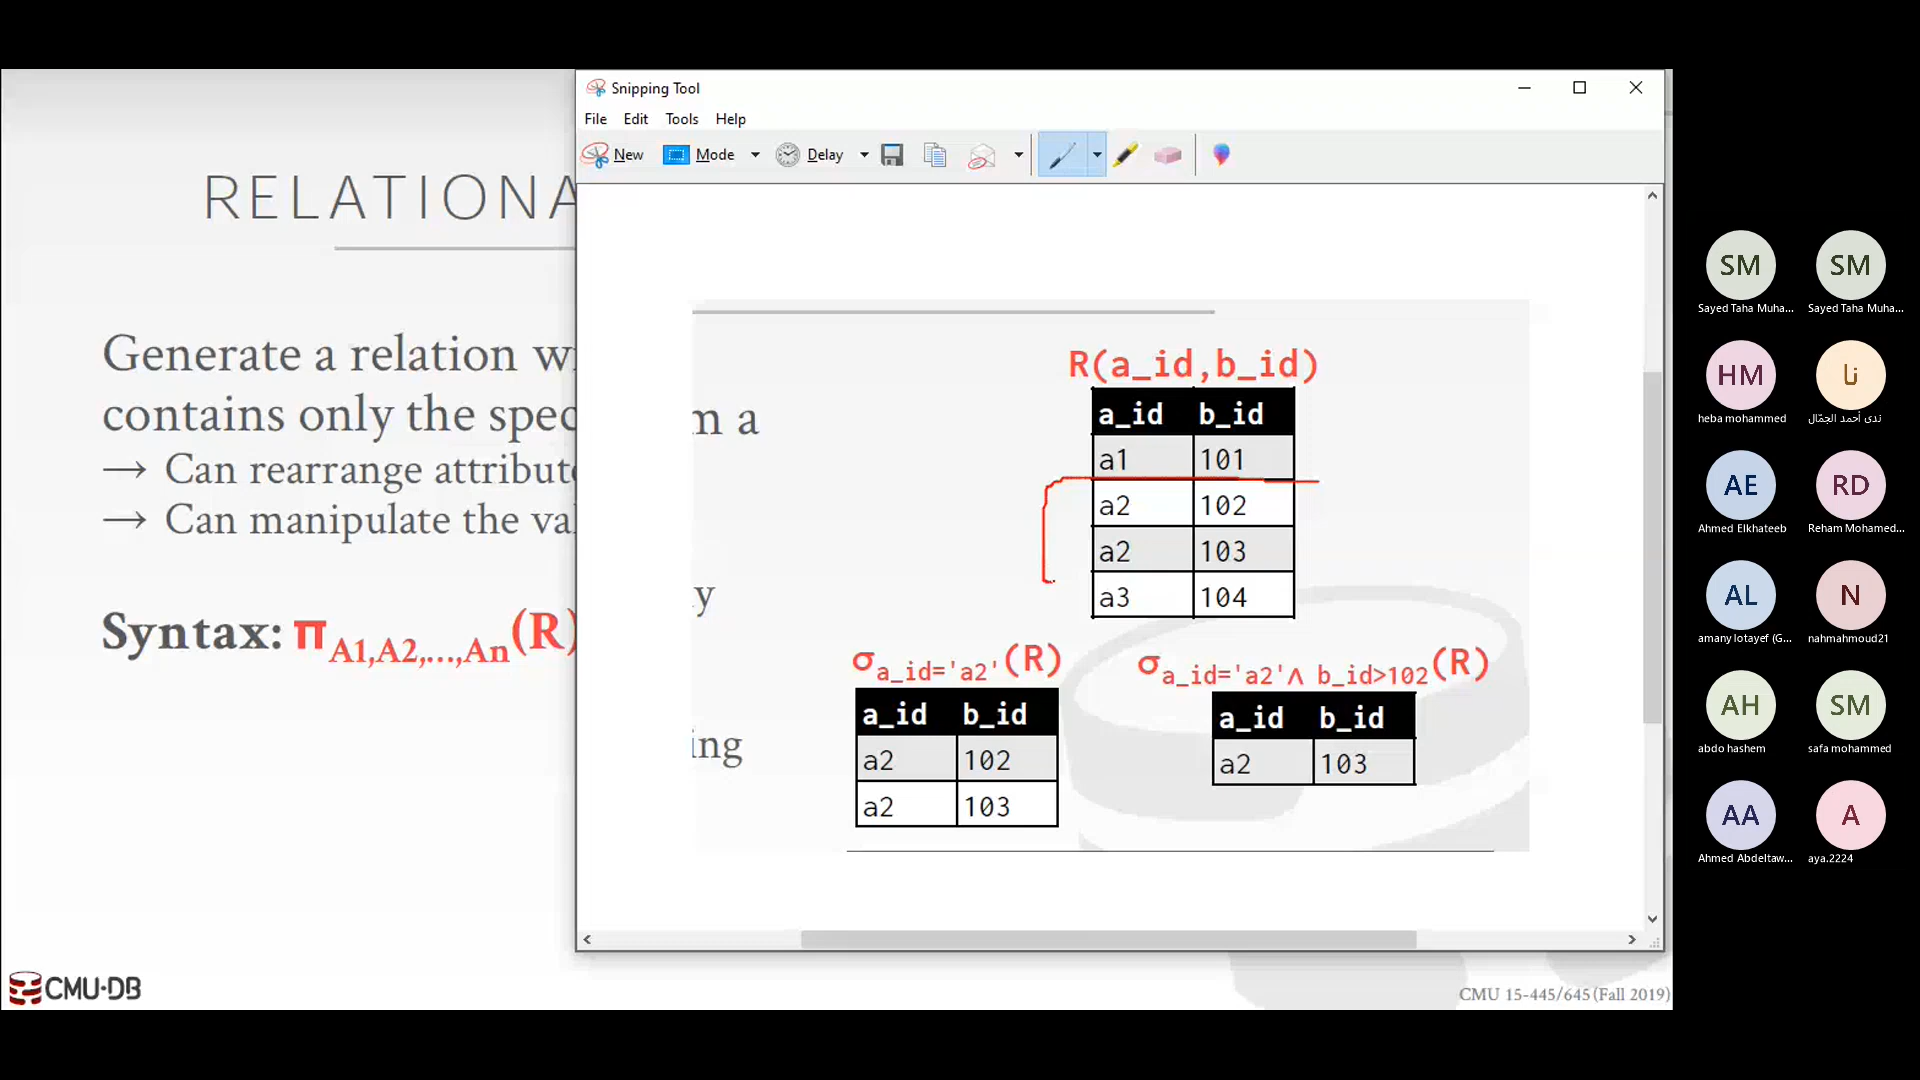 RELATIONA
Generate a relation w
contains only the spec
→ Can rearrange attribut
→ Can manipulate the va
Syntax: π A1,A2,...,An (R)
CMU·DB
CMU 15-445/645 (Fall 2019)
Snipping Tool
File Edit Tools Help
New Mode Delay
m a
y
ing
R(a_id,b_id)
a_id b_id
a1 101
a2 102
a2 103
a3 104
σa_id='a2'(R)
a_id b_id
a2 102
a2 103
σa_id='a2'∧ b_id>102(R)
a_id b_id
a2 103
SM SM
Sayed Taha Muha... Sayed Taha Muha...
HM نا
heba mohammed ندى أحمد الجمّال
AE RD
Ahmed Elkhateeb Reham Mohamed...
AL N
amany lotayef (G... nahmahmoud21
AH SM
abdo hashem safa mohammed
AA A
Ahmed Abdeltaw... aya.2224